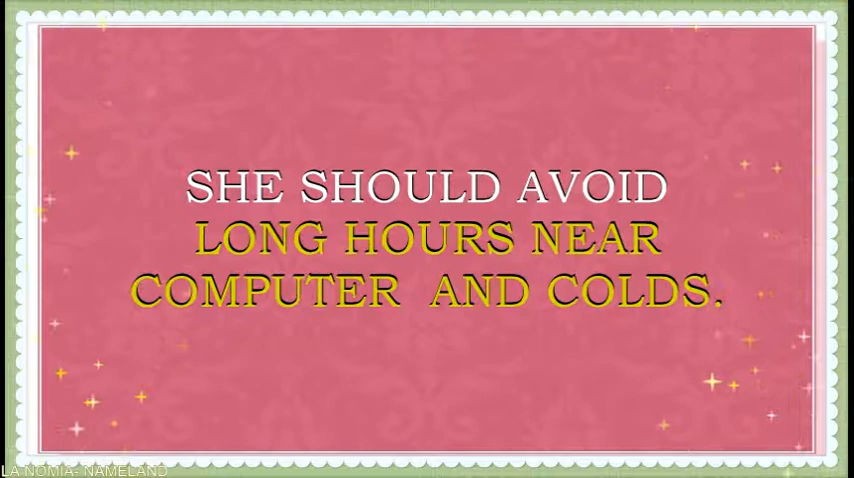 SHE SHOULD AVOID
LONG HOURS NEAR
COMPUTER AND COLDS.
LA NOMIA- NAMELAND